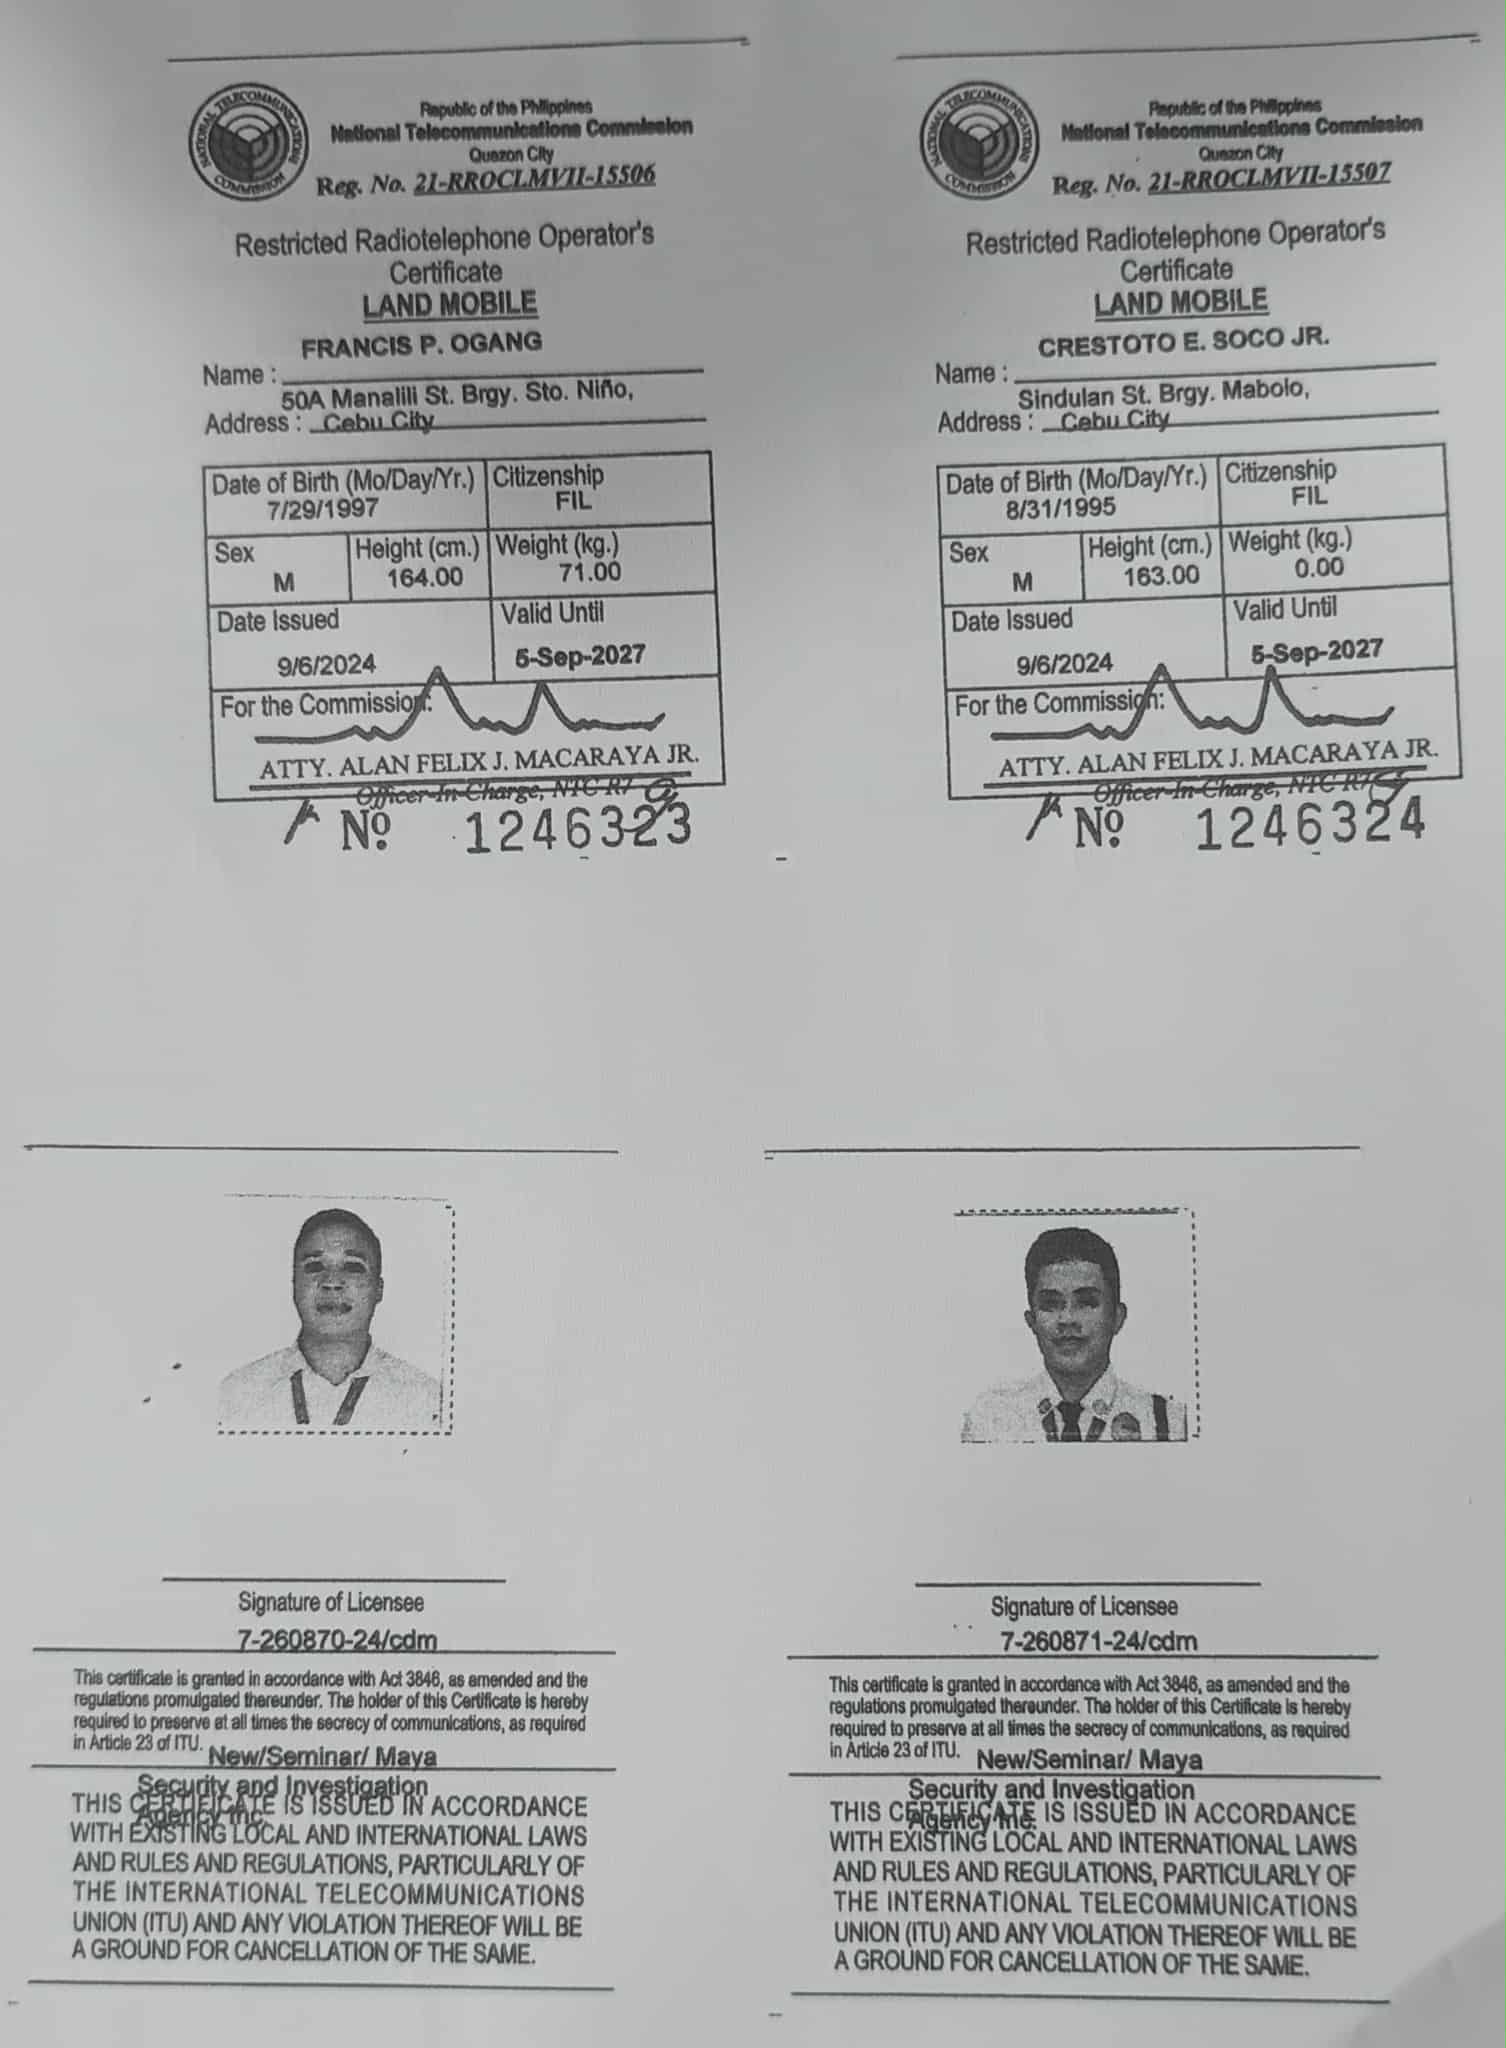 NATIONAL TELECOMMUNICATIONS COMMISSION
Republic of the Philippines
National Telecommunications Commission
Quezon City
Reg. No. 21-RROCLMVII-15506
Restricted Radiotelephone Operator's
Certificate
LAND MOBILE
FRANCIS P. OGANG
Name :
50A Manalili St. Brgy. Sto. Niño,
Address : Cebu City
Date of Birth (Mo/Day/Yr.) Citizenship
7/29/1997 FIL
Sex Height (cm.) Weight (kg.)
M 164.00 71.00
Date Issued Valid Until
9/6/2024 5-Sep-2027
For the Commission:
ATTY. ALAN FELIX J. MACARAYA JR.
Officer-In-Charge, NTC R7
Nº 1246323
NATIONAL TELECOMMUNICATIONS COMMISSION
Republic of the Philippines
National Telecommunications Commission
Quezon City
Reg. No. 21-RROCLMVII-15507
Restricted Radiotelephone Operator's
Certificate
LAND MOBILE
CRESTOTO E. SOCO JR.
Name :
Sindulan St. Brgy. Mabolo,
Address : Cebu City
Date of Birth (Mo/Day/Yr.) Citizenship
8/31/1995 FIL
Sex Height (cm.) Weight (kg.)
M 163.00 0.00
Date Issued Valid Until
9/6/2024 5-Sep-2027
For the Commission:
ATTY. ALAN FELIX J. MACARAYA JR.
Officer-In-Charge, NTC R7
Nº 1246324
Signature of Licensee
7-260870-24/cdm
This certificate is granted in accordance with Act 3846, as amended and the
regulations promulgated thereunder. The holder of this Certificate is hereby
required to preserve at all times the secrecy of communications, as required
in Article 23 of ITU. New/Seminar/ Maya
Security and Investigation
Agency Inc.
THIS CERTIFICATE IS ISSUED IN ACCORDANCE
WITH EXISTING LOCAL AND INTERNATIONAL LAWS
AND RULES AND REGULATIONS, PARTICULARLY OF
THE INTERNATIONAL TELECOMMUNICATIONS
UNION (ITU) AND ANY VIOLATION THEREOF WILL BE
A GROUND FOR CANCELLATION OF THE SAME.
Signature of Licensee
7-260871-24/cdm
This certificate is granted in accordance with Act 3846, as amended and the
regulations promulgated thereunder. The holder of this Certificate is hereby
required to preserve at all times the secrecy of communications, as required
in Article 23 of ITU. New/Seminar/ Maya
Security and Investigation
Agency Inc.
THIS CERTIFICATE IS ISSUED IN ACCORDANCE
WITH EXISTING LOCAL AND INTERNATIONAL LAWS
AND RULES AND REGULATIONS, PARTICULARLY OF
THE INTERNATIONAL TELECOMMUNICATIONS
UNION (ITU) AND ANY VIOLATION THEREOF WILL BE
A GROUND FOR CANCELLATION OF THE SAME.